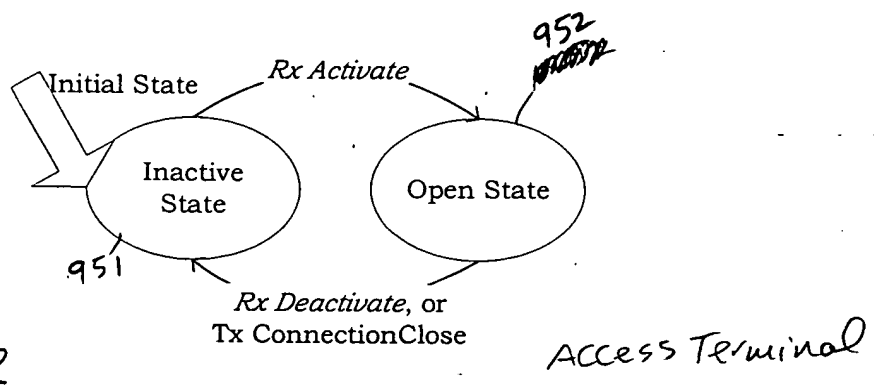 952
Initial State
Rx Activate
Inactive
State
Open State
951
Rx Deactivate, or
Tx ConnectionClose
Access Terminal